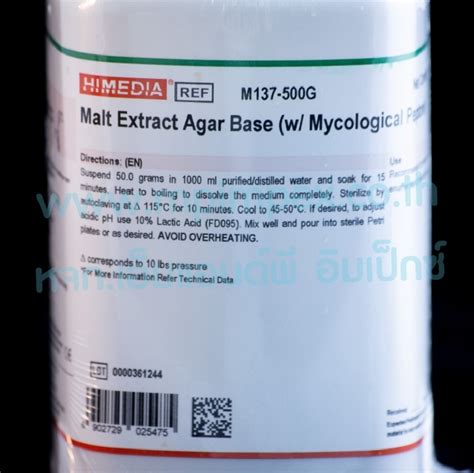 HIMEDIA REF M137-500G
Malt Extract Agar Base (w/ Mycological
Directions: (EN)
Suspend 50.0 grams in 1000 ml purified/distilled water and soak for 15
minutes. Heat to boiling to dissolve the medium completely. Sterilize by
autoclaving at Δ 115°C for 10 minutes. Cool to 45-50°C. If desired, to adjust
acidic pH use 10% Lactic Acid (FD095). Mix well and pour into sterile Petri
plates or as desired. AVOID OVERHEATING.
Δ corresponds to 10 lbs pressure
*For More Information Refer Technical Data
Use
LOT 0000361244
902729 025475